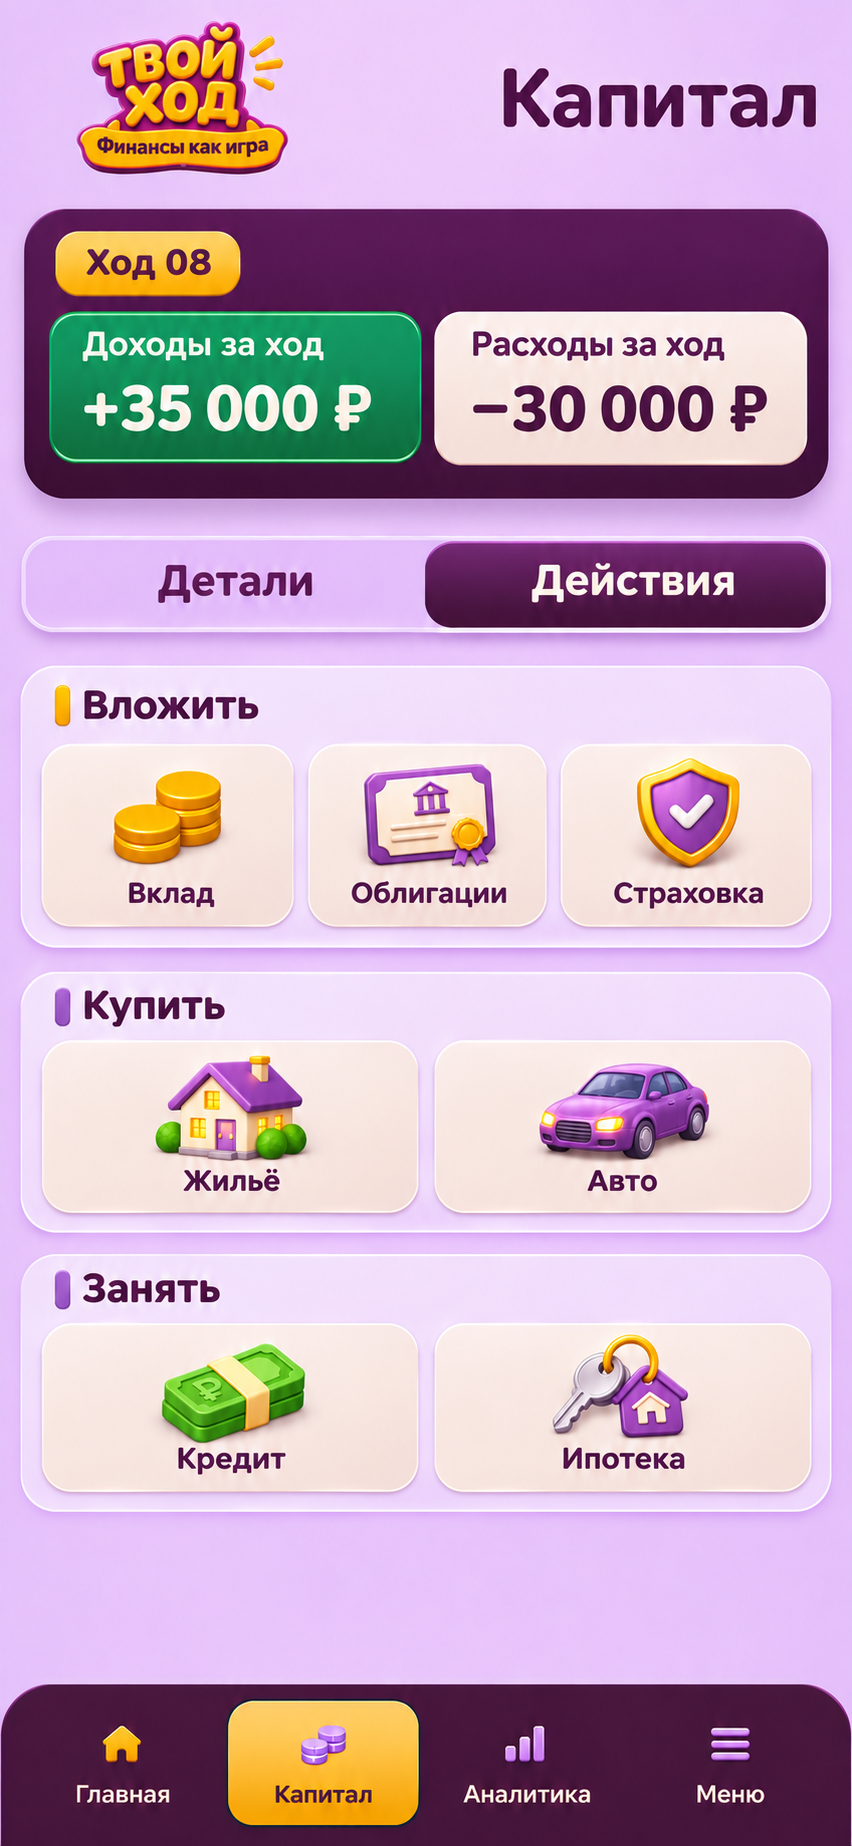 ТВОЙ
ХОД
Финансы как игра
Капитал
Ход 08
Доходы за ход
+35 000 ₽
Расходы за ход
−30 000 ₽
Детали
Действия
Вложить
Вклад
Облигации
Страховка
Купить
Жильё
Авто
Занять
₽
Кредит
Ипотека
Главная
Капитал
Аналитика
Меню